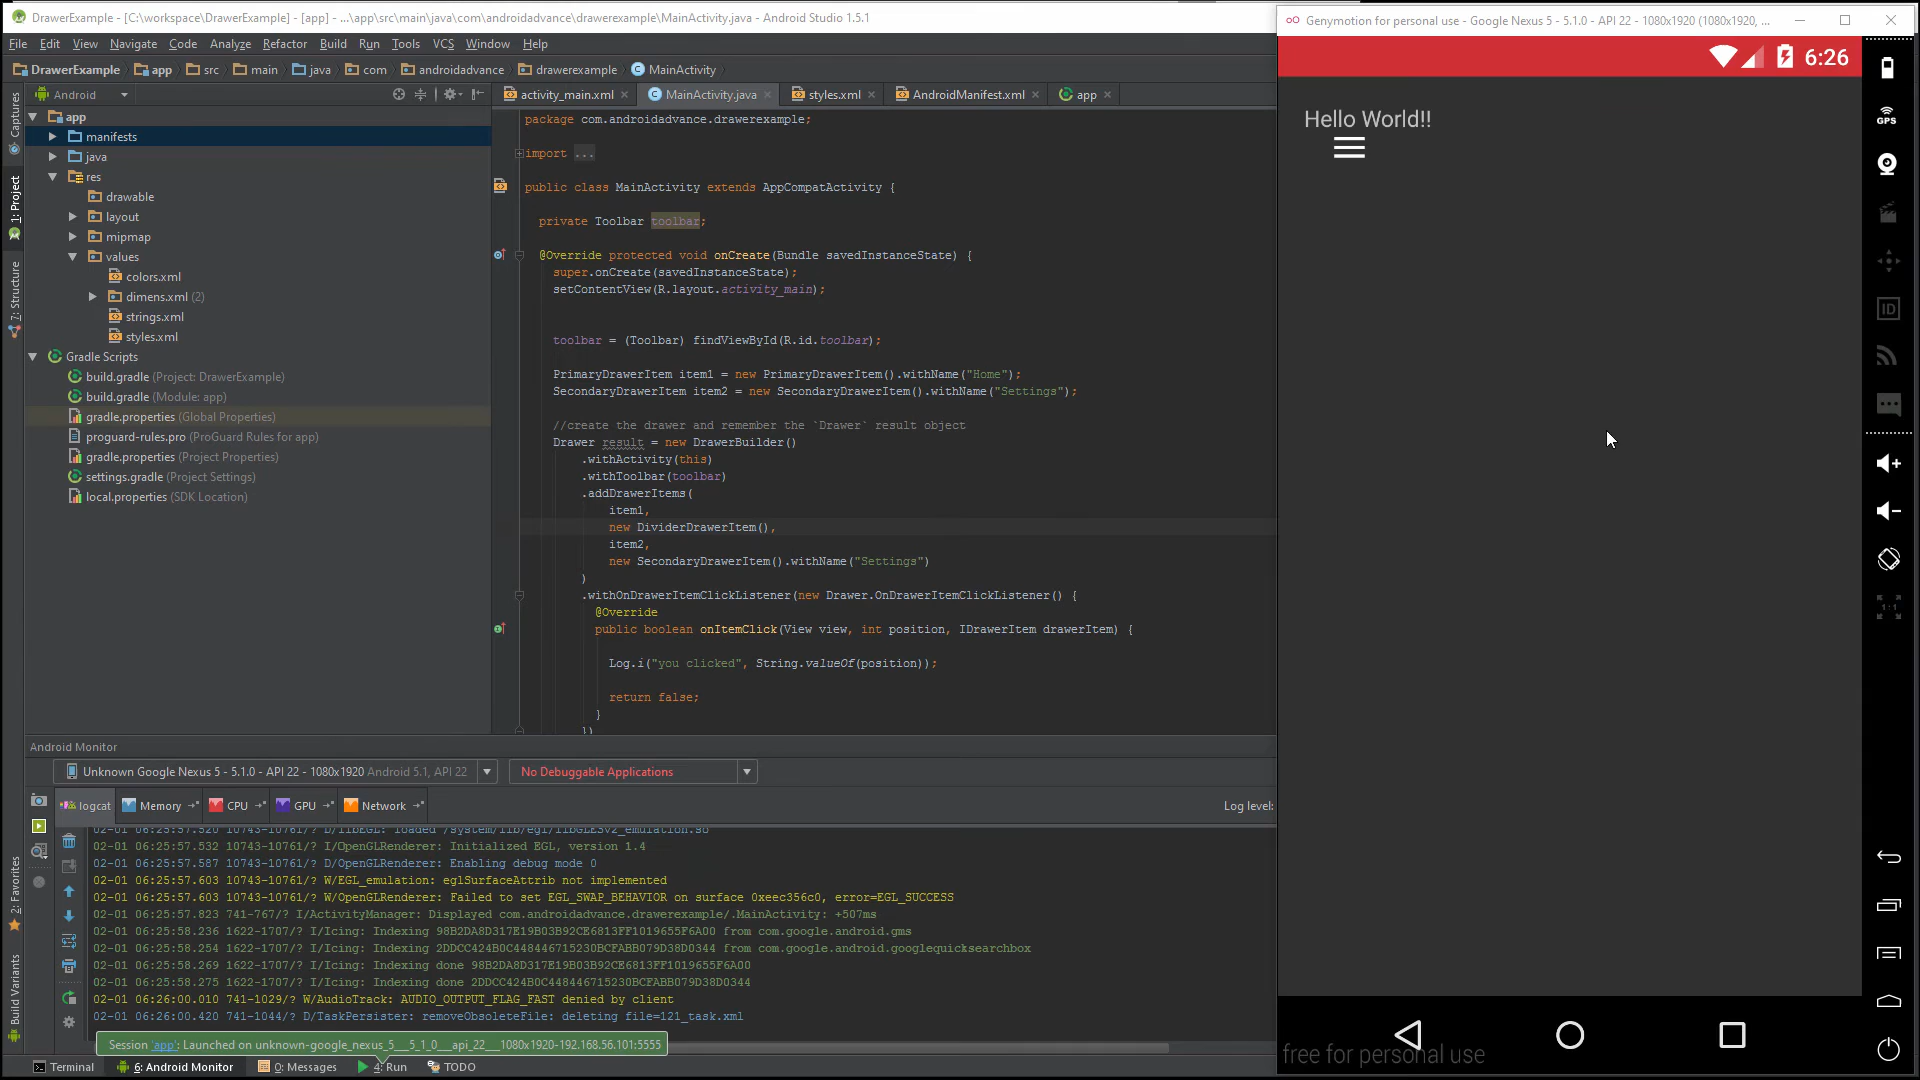 DrawerExample - [C:\workspace\DrawerExample] - [app] - ...\app\src\main\java\com\androidadvance\drawerexample\MainActivity.java - Android Studio 1.5.1
File Edit View Navigate Code Analyze Refactor Build Run Tools VCS Window Help
DrawerExample app src main java com androidadvance drawerexample MainActivity
Android
activity_main.xml MainActivity.java styles.xml AndroidManifest.xml app
Captures
1: Project
7: Structure
2: Favorites
Build Variants
app
manifests
java
res
drawable
layout
mipmap
values
colors.xml
dimens.xml (2)
strings.xml
styles.xml
Gradle Scripts
build.gradle (Project: DrawerExample)
build.gradle (Module: app)
gradle.properties (Global Properties)
proguard-rules.pro (ProGuard Rules for app)
gradle.properties (Project Properties)
settings.gradle (Project Settings)
local.properties (SDK Location)
package com.androidadvance.drawerexample;
import ...
public class MainActivity extends AppCompatActivity {
private Toolbar toolbar;
@Override protected void onCreate(Bundle savedInstanceState) {
super.onCreate(savedInstanceState);
setContentView(R.layout.activity_main);
toolbar = (Toolbar) findViewById(R.id.toolbar);
PrimaryDrawerItem item1 = new PrimaryDrawerItem().withName("Home");
SecondaryDrawerItem item2 = new SecondaryDrawerItem().withName("Settings");
//create the drawer and remember the `Drawer` result object
Drawer result = new DrawerBuilder()
.withActivity(this)
.withToolbar(toolbar)
.addDrawerItems(
item1,
new DividerDrawerItem(),
item2,
new SecondaryDrawerItem().withName("Settings")
)
.withOnDrawerItemClickListener(new Drawer.OnDrawerItemClickListener() {
@Override
public boolean onItemClick(View view, int position, IDrawerItem drawerItem) {
Log.i("you clicked", String.valueOf(position));
return false;
}
})
Android Monitor
Unknown Google Nexus 5 - 5.1.0 - API 22 - 1080x1920 Android 5.1, API 22
No Debuggable Applications
logcat Memory CPU GPU Network Log level:
02-01 06:25:57.520 10743-10761/? D/libEGL: loaded /system/lib/egl/libGLESv2_emulation.so
02-01 06:25:57.532 10743-10761/? I/OpenGLRenderer: Initialized EGL, version 1.4
02-01 06:25:57.587 10743-10761/? D/OpenGLRenderer: Enabling debug mode 0
02-01 06:25:57.603 10743-10761/? W/EGL_emulation: eglSurfaceAttrib not implemented
02-01 06:25:57.603 10743-10761/? W/OpenGLRenderer: Failed to set EGL_SWAP_BEHAVIOR on surface 0xeec356c0, error=EGL_SUCCESS
02-01 06:25:57.823 741-767/? I/ActivityManager: Displayed com.androidadvance.drawerexample/.MainActivity: +507ms
02-01 06:25:58.236 1622-1707/? I/Icing: Indexing 98B2DA8D317E19B03B92CE6813FF1019655F6A00 from com.google.android.gms
02-01 06:25:58.254 1622-1707/? I/Icing: Indexing 2DDCC424B0C448446715230BCFABB079D38D0344 from com.google.android.googlequicksearchbox
02-01 06:25:58.269 1622-1707/? I/Icing: Indexing done 98B2DA8D317E19B03B92CE6813FF1019655F6A00
02-01 06:25:58.275 1622-1707/? I/Icing: Indexing done 2DDCC424B0C448446715230BCFABB079D38D0344
02-01 06:26:00.010 741-1029/? W/AudioTrack: AUDIO_OUTPUT_FLAG_FAST denied by client
02-01 06:26:00.420 741-1044/? D/TaskPersister: removeObsoleteFile: deleting file=121_task.xml
Session 'app': Launched on unknown-google_nexus_5___5_1_0___api_22___1080x1920-192.168.56.101:5555
Terminal 6: Android Monitor 0: Messages 4: Run TODO
Genymotion for personal use - Google Nexus 5 - 5.1.0 - API 22 - 1080x1920 (1080x1920, ...
6:26
Hello World!!
GPS
ID
1:1
free for personal use